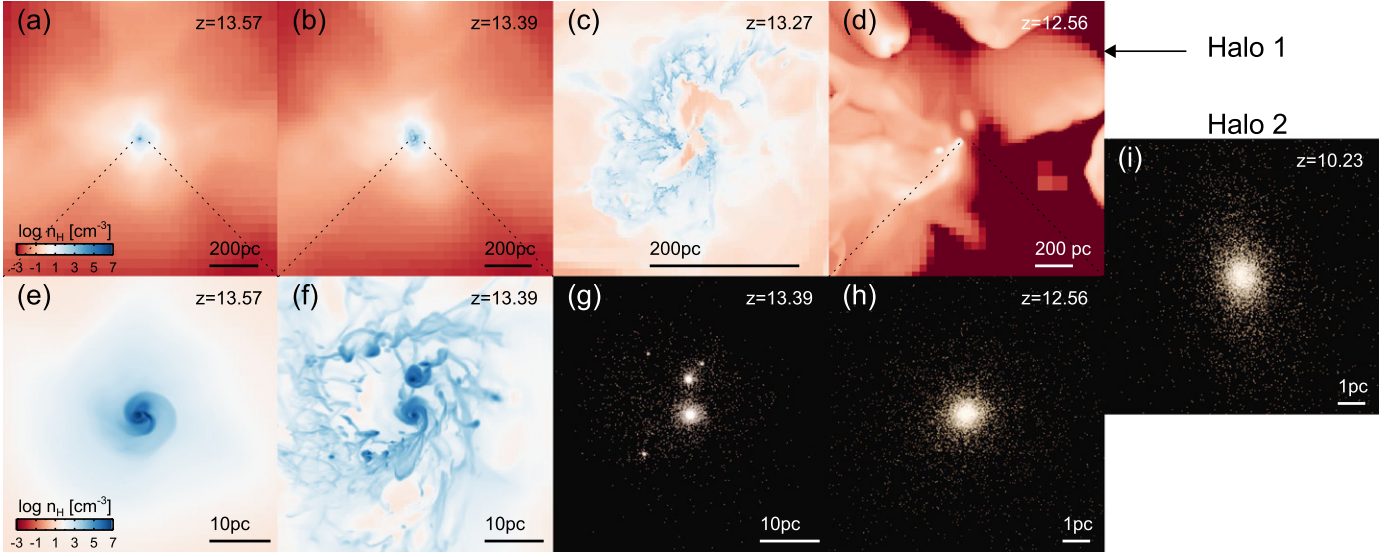 (a) z=13.57
(b) z=13.39
(c) z=13.27
(d) z=12.56
Halo 1
Halo 2
log n_H [cm⁻³]
-3 -1 1 3 5 7
200pc
200pc
200pc
200 pc
(i) z=10.23
1pc
(e) z=13.57
(f) z=13.39
(g) z=13.39
(h) z=12.56
log n_H [cm⁻³]
-3 -1 1 3 5 7
10pc
10pc
10pc
1pc